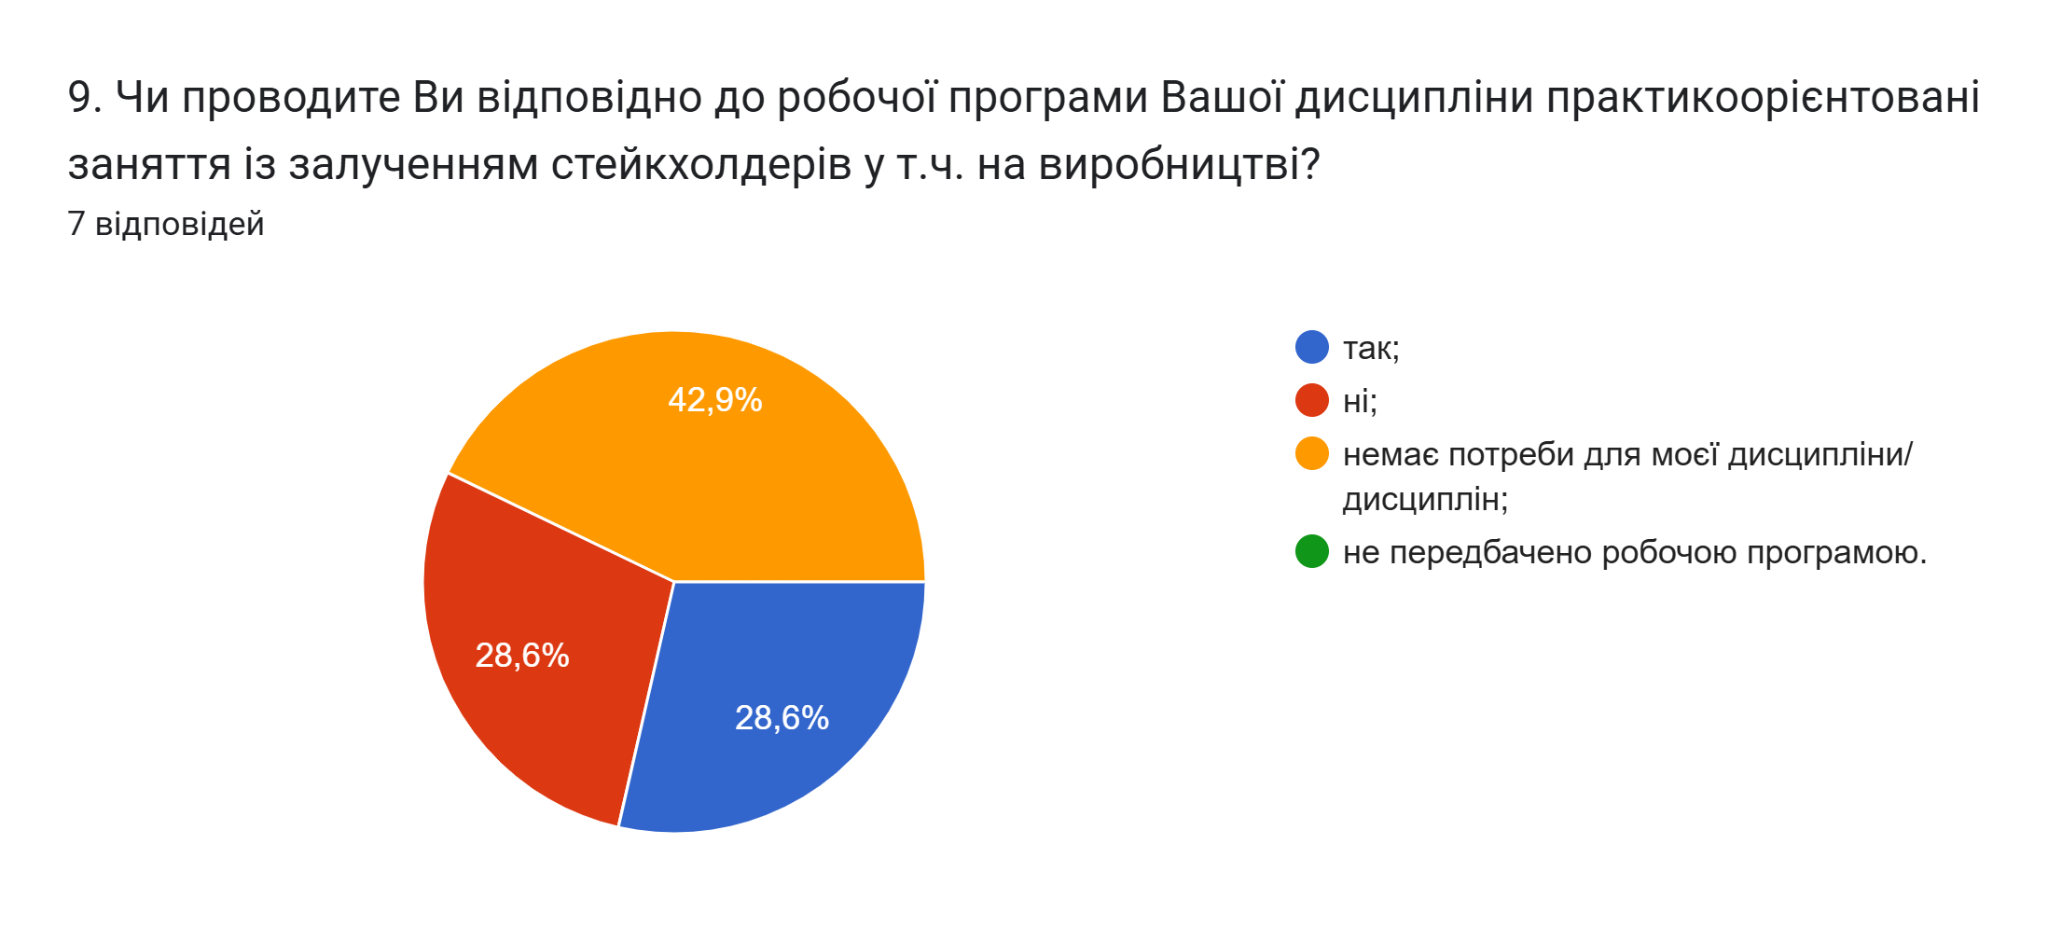 9. Чи проводите Ви відповідно до робочої програми Вашої дисципліни практикоорієнтовані
заняття із залученням стейкхолдерів у т.ч. на виробництві?
7 відповідей
42,9%
28,6%
28,6%
так;
ні;
немає потреби для моєї дисципліни/
дисциплін;
не передбачено робочою програмою.